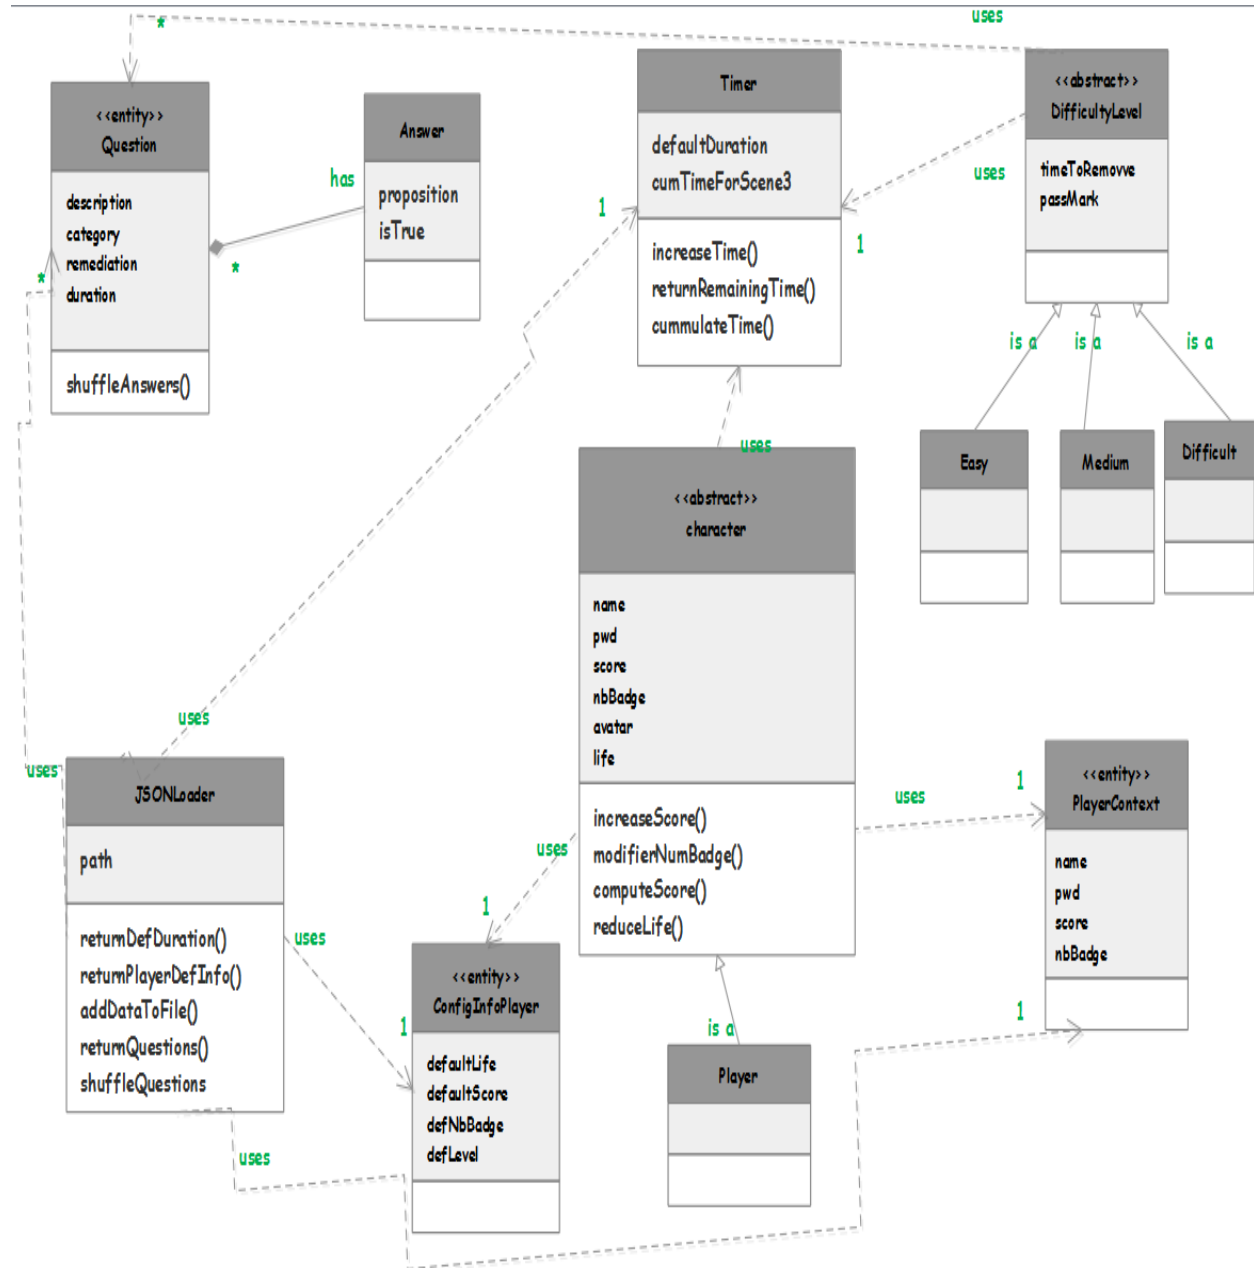 uses
*
<<entity>>
Question
description
category
remediation
duration
shuffleAnswers()
*
has
*
Answer
proposition
isTrue
Timer
defaultDuration
cumTimeForScene3
increaseTime()
returnRemainingTime()
cummulateTime()
1
uses
1
<<abstract>>
DifficultyLevel
timeToRemovve
passMark
is a
is a
is a
Easy
Medium
Difficult
uses
<<abstract>>
character
name
pwd
score
nbBadge
avatar
life
increaseScore()
modifierNumBadge()
computeScore()
reduceLife()
uses
uses
JSONLoader
path
returnDefDuration()
returnPlayerDefInfo()
addDataToFile()
returnQuestions()
shuffleQuestions
uses
1
uses
1
<<entity>>
ConfigInfoPlayer
defaultLife
defaultScore
defNbBadge
defLevel
is a
Player
uses
1
<<entity>>
PlayerContext
name
pwd
score
nbBadge
1
uses